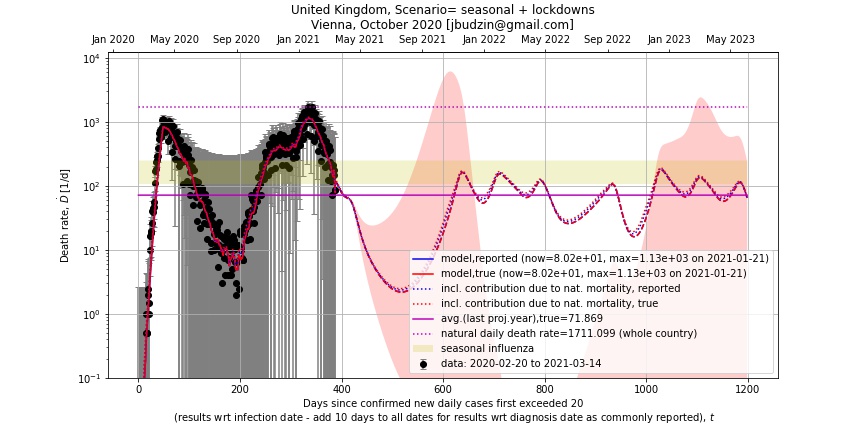 United Kingdom, Scenario= seasonal + lockdowns
Vienna, October 2020 [jbudzin@gmail.com]
Jan 2020 May 2020 Sep 2020 Jan 2021 May 2021 Sep 2021 Jan 2022 May 2022 Sep 2022 Jan 2023 May 2023
10⁴
10³
10²
10¹
10⁰
10⁻¹
Death rate, D [1/d]
model,reported (now=8.02e+01, max=1.13e+03 on 2021-01-21)
model,true (now=8.02e+01, max=1.13e+03 on 2021-01-21)
incl. contribution due to nat. mortality, reported
incl. contribution due to nat. mortality, true
avg.(last proj.year),true=71.869
natural daily death rate=1711.099 (whole country)
seasonal influenza
data: 2020-02-20 to 2021-03-14
0 200 400 600 800 1000 1200
Days since confirmed new daily cases first exceeded 20
(results wrt infection date - add 10 days to all dates for results wrt diagnosis date as commonly reported), t